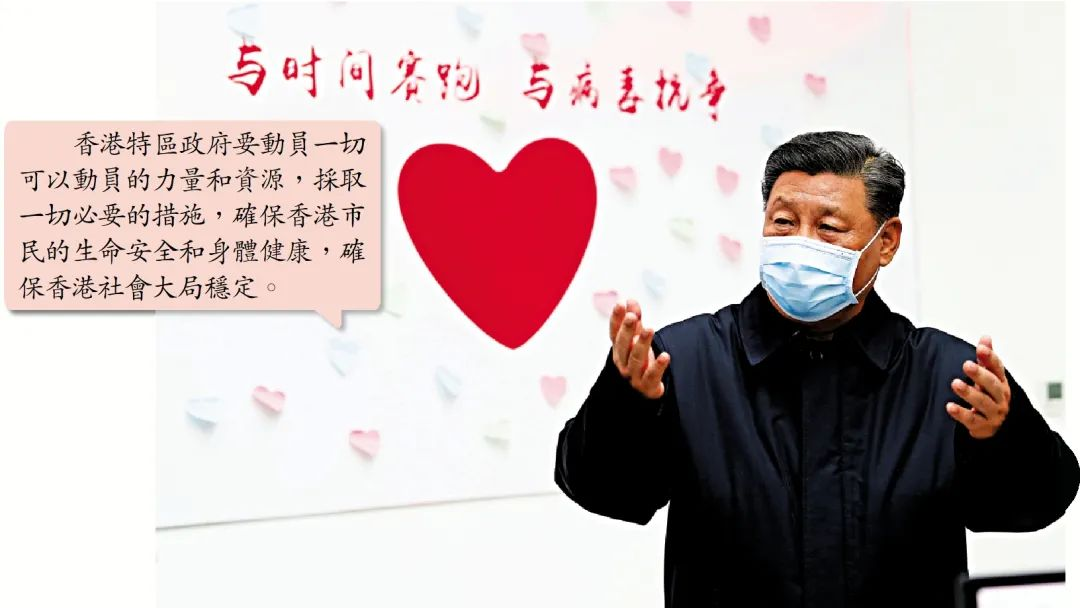 与时间赛跑 与病毒抗争
香港特區政府要動員一切
可以動員的力量和資源，採取
一切必要的措施，確保香港市
民的生命安全和身體健康，確
保香港社會大局穩定。